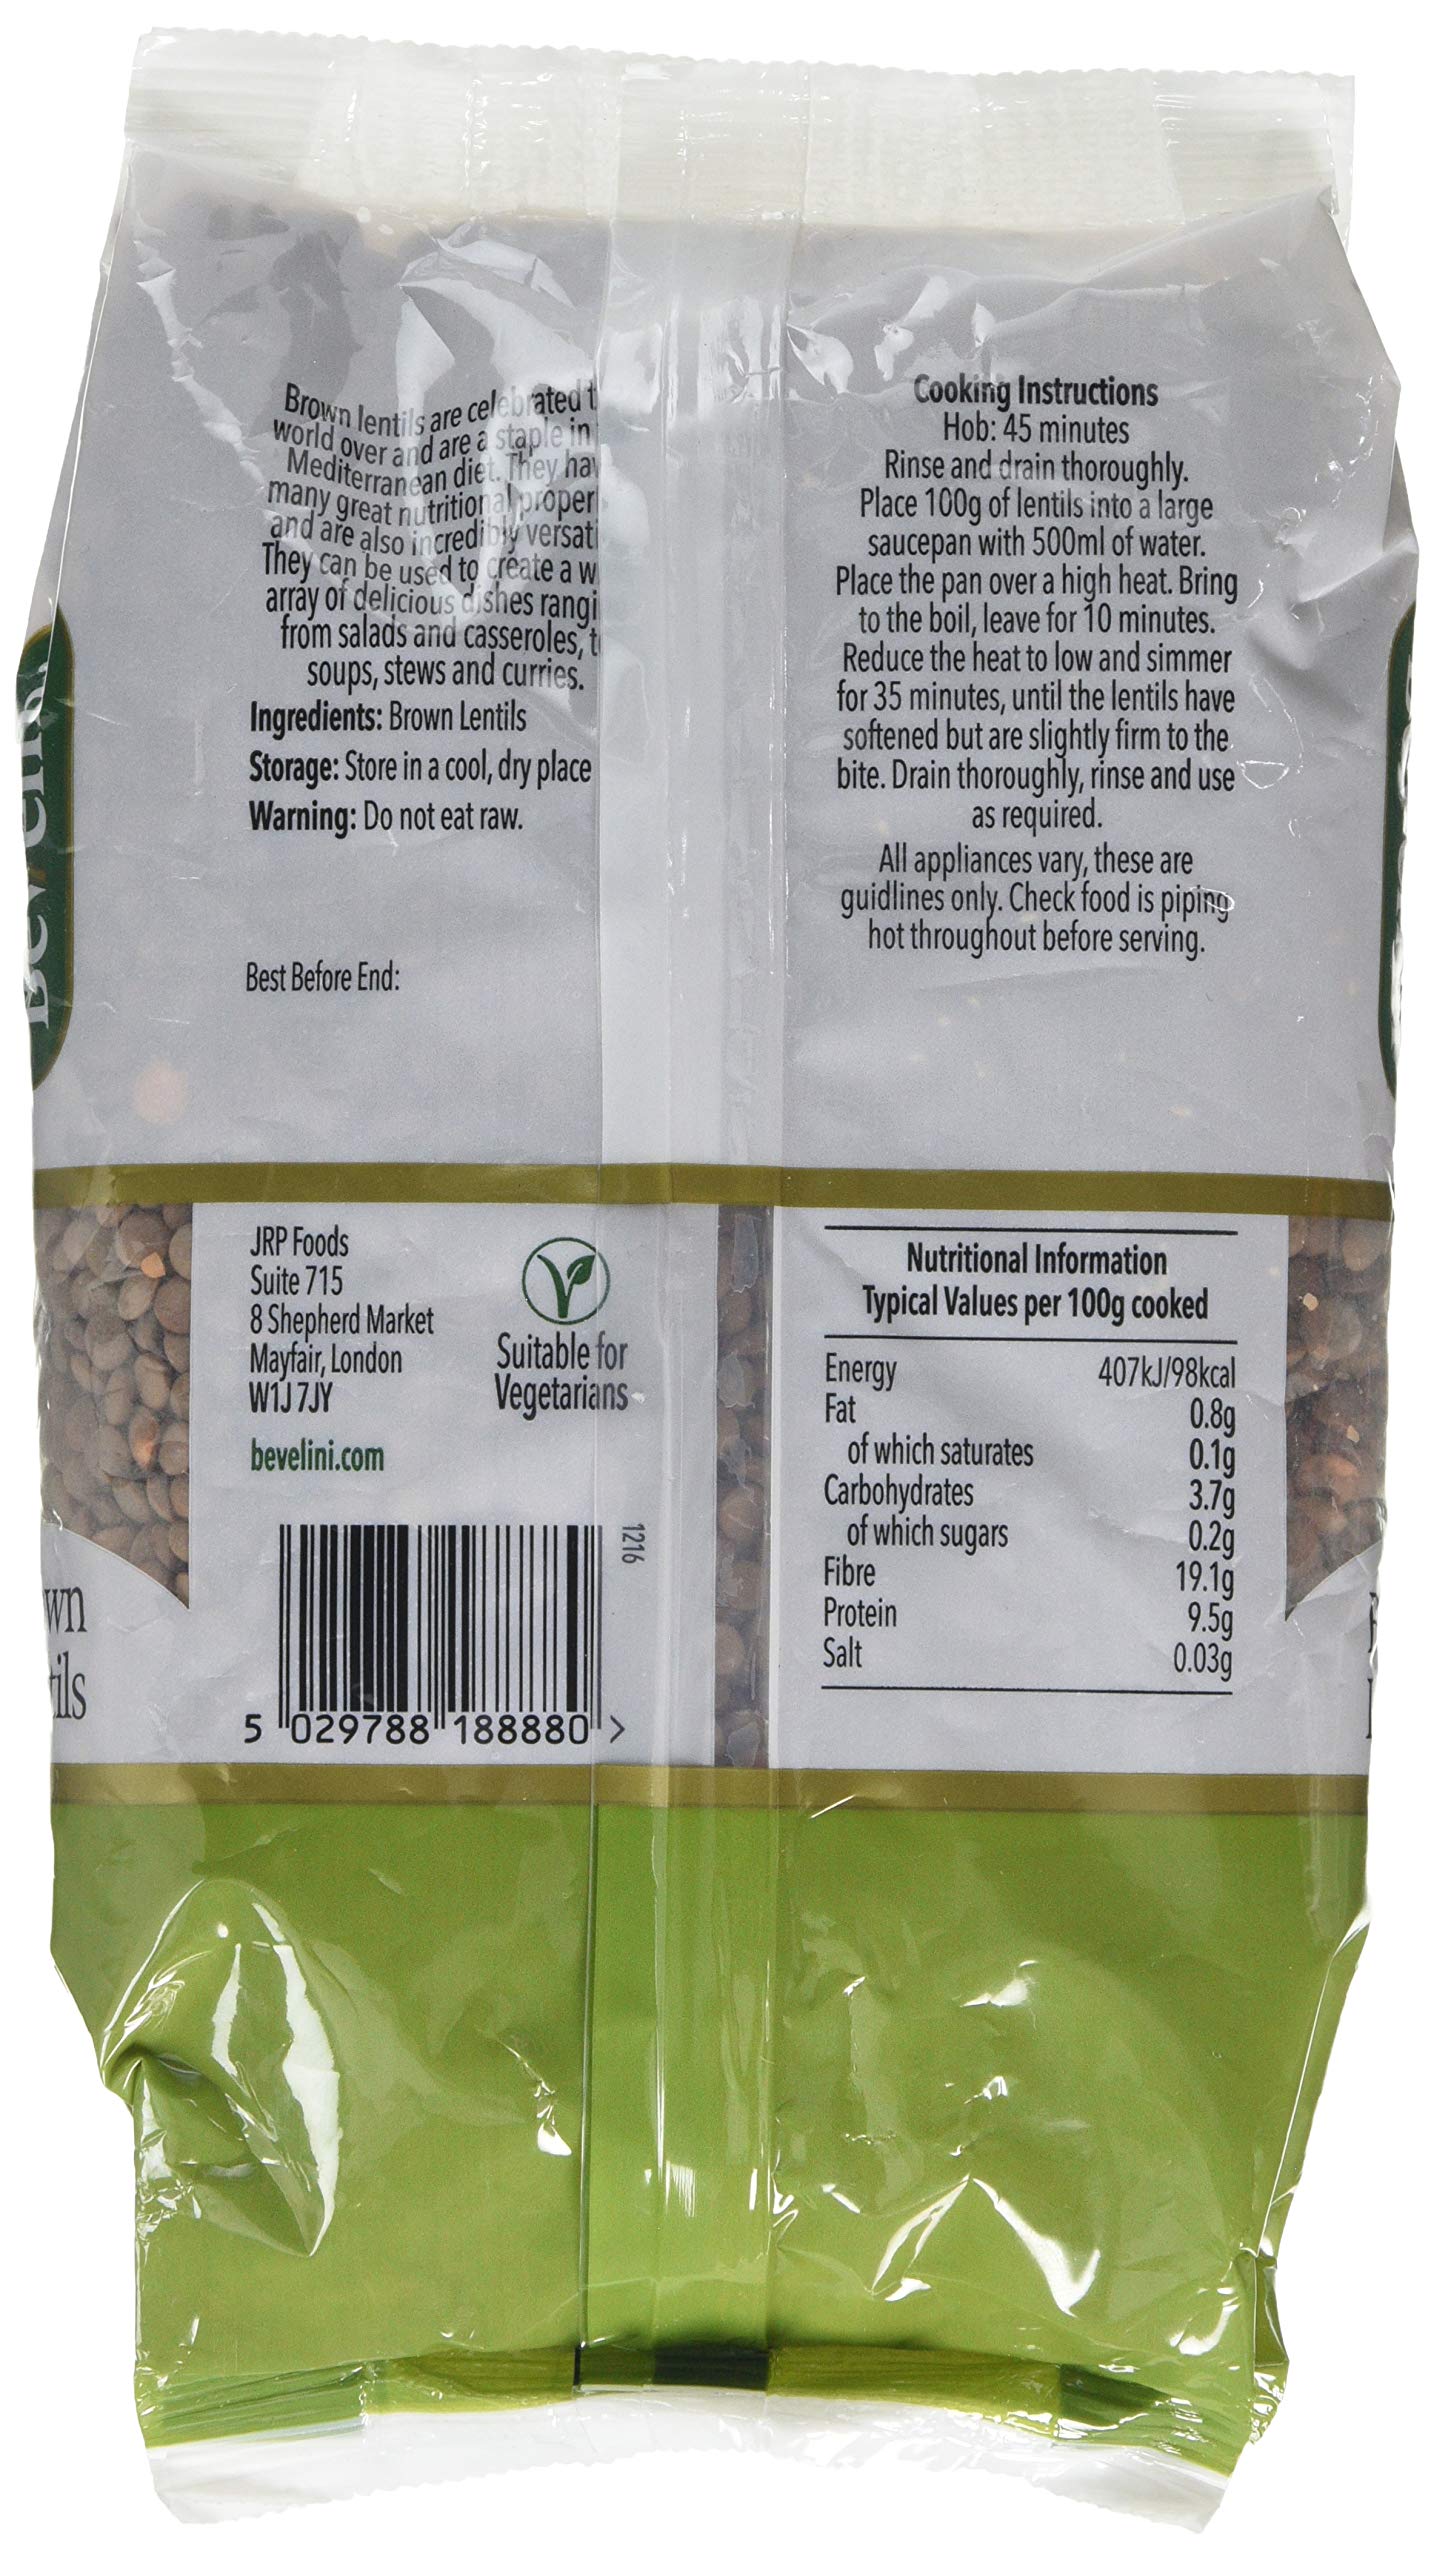 Brown lentils are celebrated t
world over and are a staple in
Mediterranean diet. They hav
many great nutritional proper
and are also incredibly versati
They can be used to create a w
array of delicious dishes rangi
from salads and casseroles, t
soups, stews and curries.
Ingredients: Brown Lentils
Storage: Store in a cool, dry place
Warning: Do not eat raw.
Best Before End:
Cooking Instructions
Hob: 45 minutes
Rinse and drain thoroughly.
Place 100g of lentils into a large
saucepan with 500ml of water.
Place the pan over a high heat. Bring
to the boil, leave for 10 minutes.
Reduce the heat to low and simmer
for 35 minutes, until the lentils have
softened but are slightly firm to the
bite. Drain thoroughly, rinse and use
as required.
All appliances vary, these are
guidlines only. Check food is piping
hot throughout before serving.
JRP Foods
Suite 715
8 Shepherd Market
Mayfair, London
W1J 7JY
bevelini.com
Suitable for
Vegetarians
1216
5 029788 188880 >
Nutritional Information
Typical Values per 100g cooked
Energy 407kJ/98kcal
Fat 0.8g
of which saturates 0.1g
Carbohydrates 3.7g
of which sugars 0.2g
Fibre 19.1g
Protein 9.5g
Salt 0.03g
wn
ils